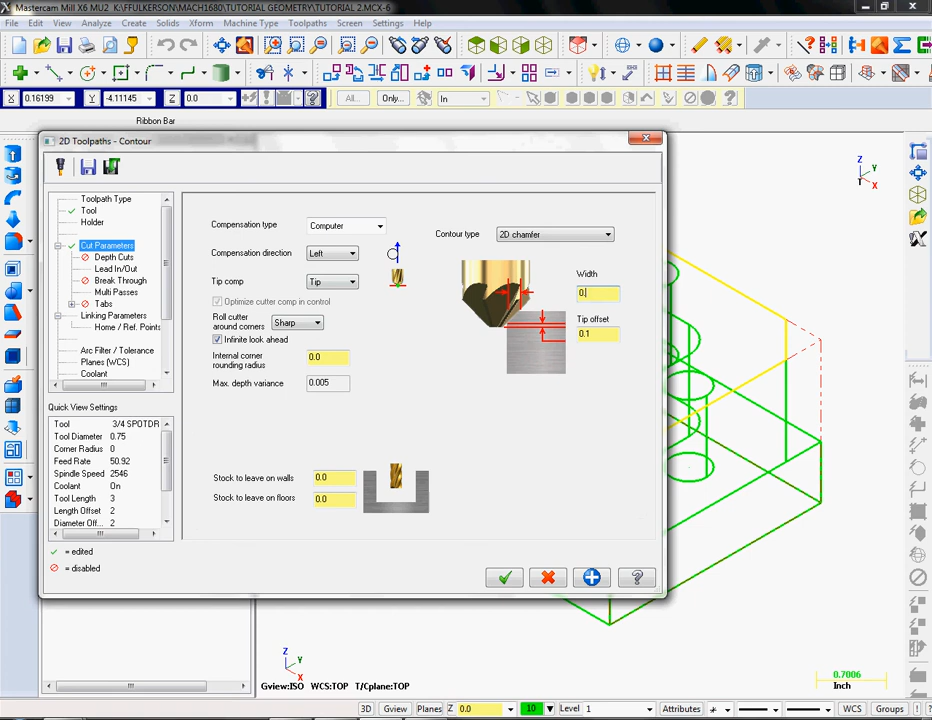 Mastercam Mill X6 MU2 K:\FFULKERSON\MACH1680\TUTORIAL GEOMETRY\TUTORIAL 2.MCX-6
File Edit View Analyze Create Solids Xform Machine Type Toolpaths Screen Settings Help
X 0.16199 Y -4.11145 Z 0.0 All... Only... In
Ribbon Bar
2D Toolpaths - Contour
Toolpath Type
Tool
Holder
Cut Parameters
Depth Cuts
Lead In/Out
Break Through
Multi Passes
Tabs
Linking Parameters
Home / Ref. Points
Arc Filter / Tolerance
Planes (WCS)
Coolant
Quick View Settings
Tool 3/4 SPOTDR
Tool Diameter 0.75
Corner Radius 0
Feed Rate 50.92
Spindle Speed 2546
Coolant On
Tool Length 3
Length Offset 2
Diameter Off... 2
= edited
= disabled
Compensation type Computer
Compensation direction Left
Tip comp Tip
Optimize cutter comp in control
Roll cutter
around corners Sharp
Infinite look ahead
Internal corner
rounding radius 0.0
Max. depth variance 0.005
Stock to leave on walls 0.0
Stock to leave on floors 0.0
Contour type 2D chamfer
Width
0.
Tip offset
0.1
Z
Y
X
T
Z
Y
X
Gview:ISO WCS:TOP T/Cplane:TOP
0.7006
Inch
3D Gview Planes Z 0.0 10 Level 1 Attributes WCS Groups ?